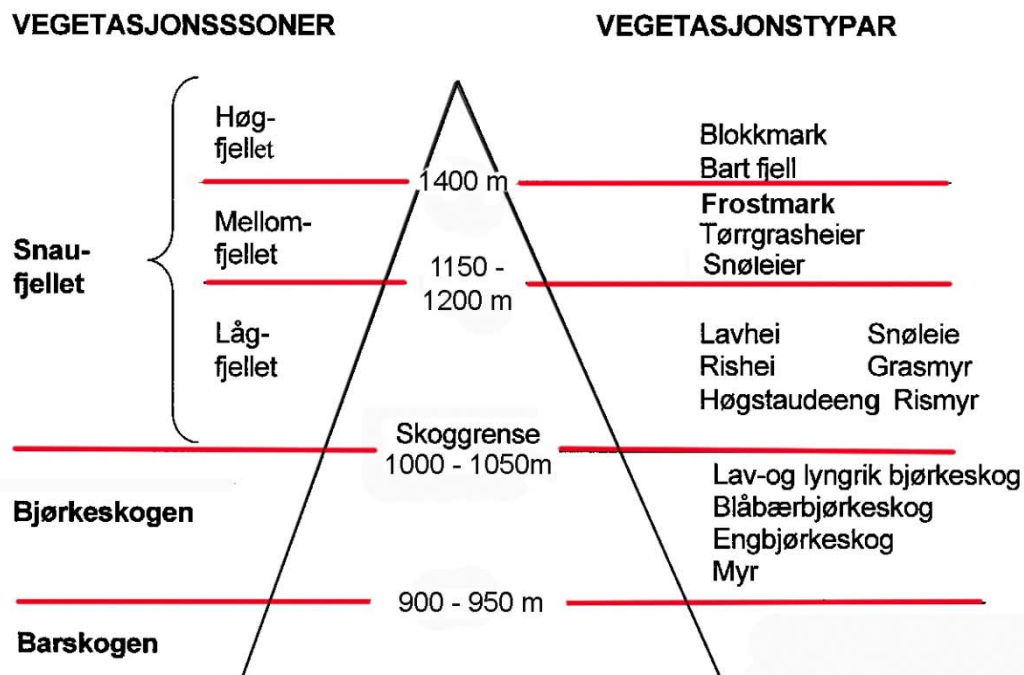 VEGETASJONSSSONER
VEGETASJONSTYPAR
Høg-
fjellet
Blokkmark
Bart fjell
1400 m
Snau-
fjellet
Mellom-
fjellet
Frostmark
Tørrgrasheier
Snøleier
1150 -
1200 m
Låg-
fjellet
Lavhei Snøleie
Rishei Grasmyr
Høgstaudeeng Rismyr
Skoggrense
1000 - 1050m
Bjørkeskogen
Lav-og lyngrik bjørkeskog
Blåbærbjørkeskog
Engbjørkeskog
Myr
900 - 950 m
Barskogen